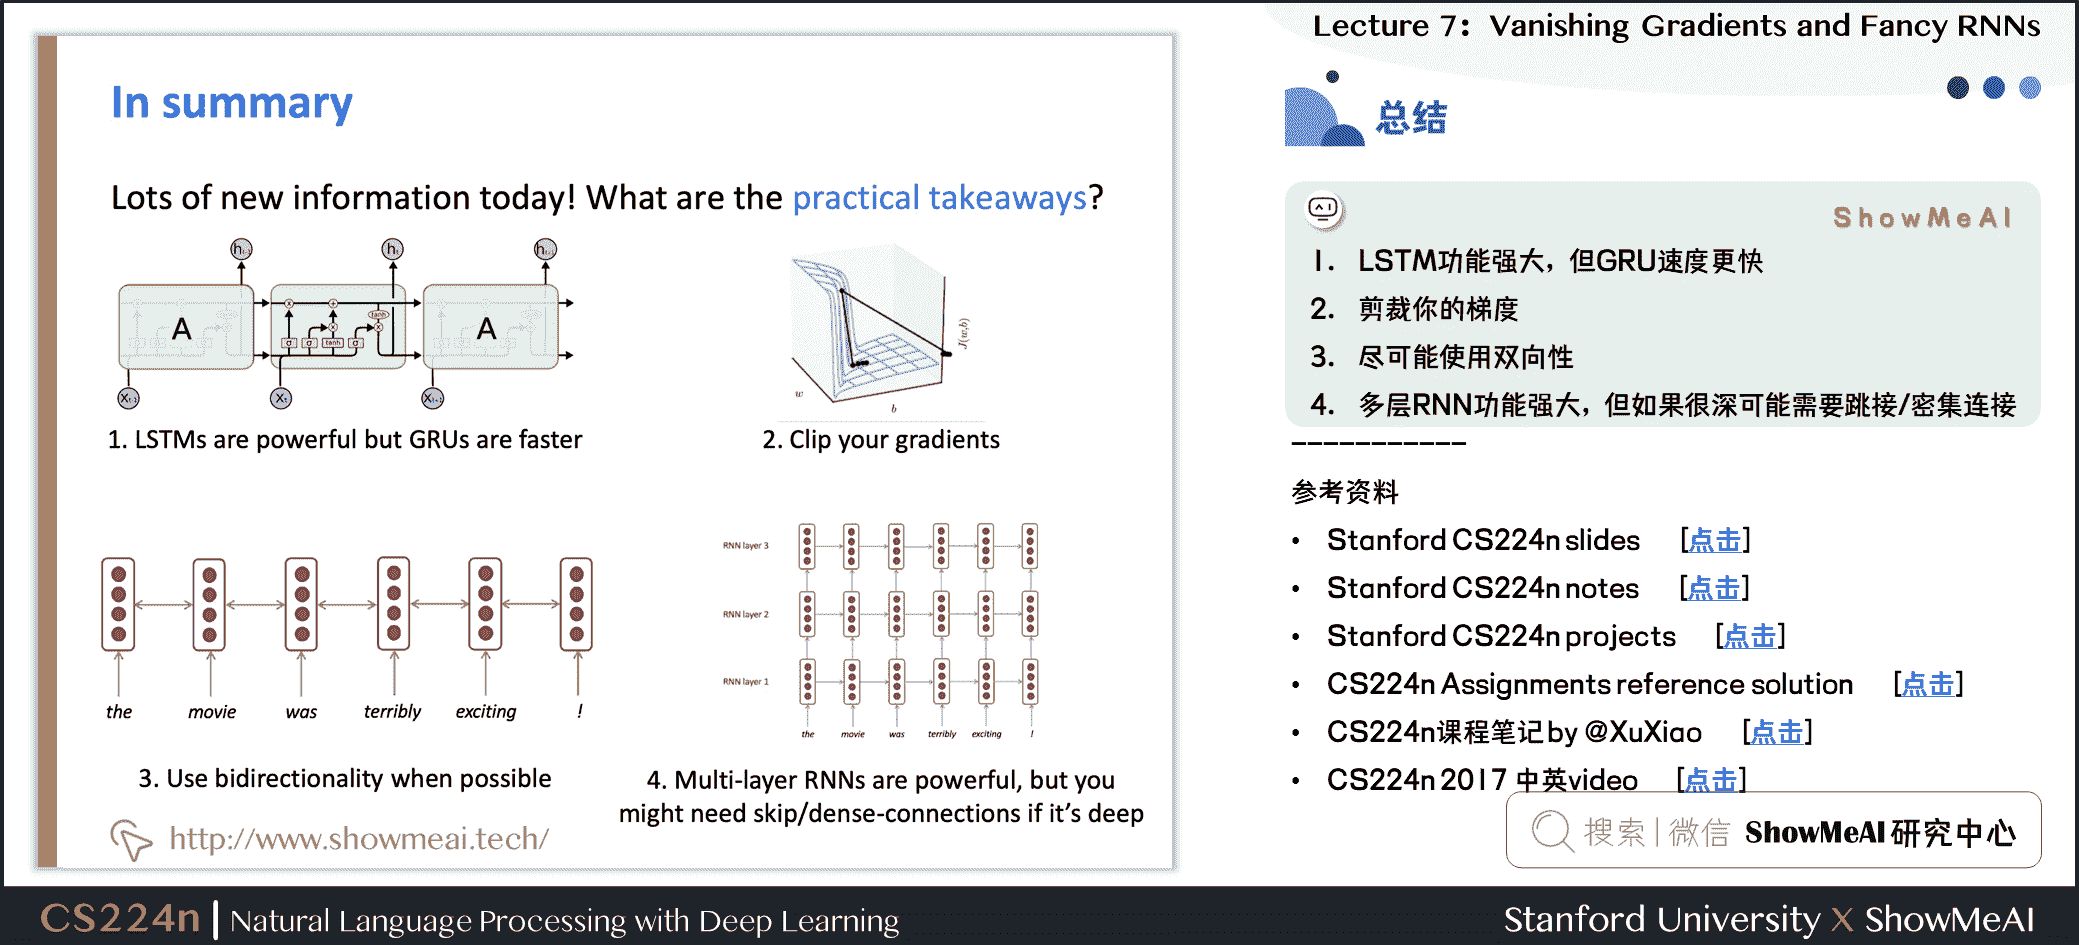 Lecture 7: Vanishing Gradients and Fancy RNNs
In summary
Lots of new information today! What are the practical takeaways?
h t-1
h t
h t+1
A
A
tanh
σ
σ
tanh
σ
X t-1
X t
X t+1
1. LSTMs are powerful but GRUs are faster
J(w,b)
w
b
2. Clip your gradients
the movie was terribly exciting !
3. Use bidirectionality when possible
RNN layer 3
RNN layer 2
RNN layer 1
the movie was terribly exciting !
4. Multi-layer RNNs are powerful, but you
might need skip/dense-connections if it's deep
http://www.showmeai.tech/
总结
ShowMeAI
1. LSTM功能强大，但GRU速度更快
2. 剪裁你的梯度
3. 尽可能使用双向性
4. 多层RNN功能强大，但如果很深可能需要跳接/密集连接
-----------
参考资料
• Stanford CS224n slides [点击]
• Stanford CS224n notes [点击]
• Stanford CS224n projects [点击]
• CS224n Assignments reference solution [点击]
• CS224n课程笔记 by @XuXiao [点击]
• CS224n 2017 中英video [点击]
搜索 | 微信 ShowMeAI 研究中心
CS224n | Natural Language Processing with Deep Learning
Stanford University X ShowMeAI